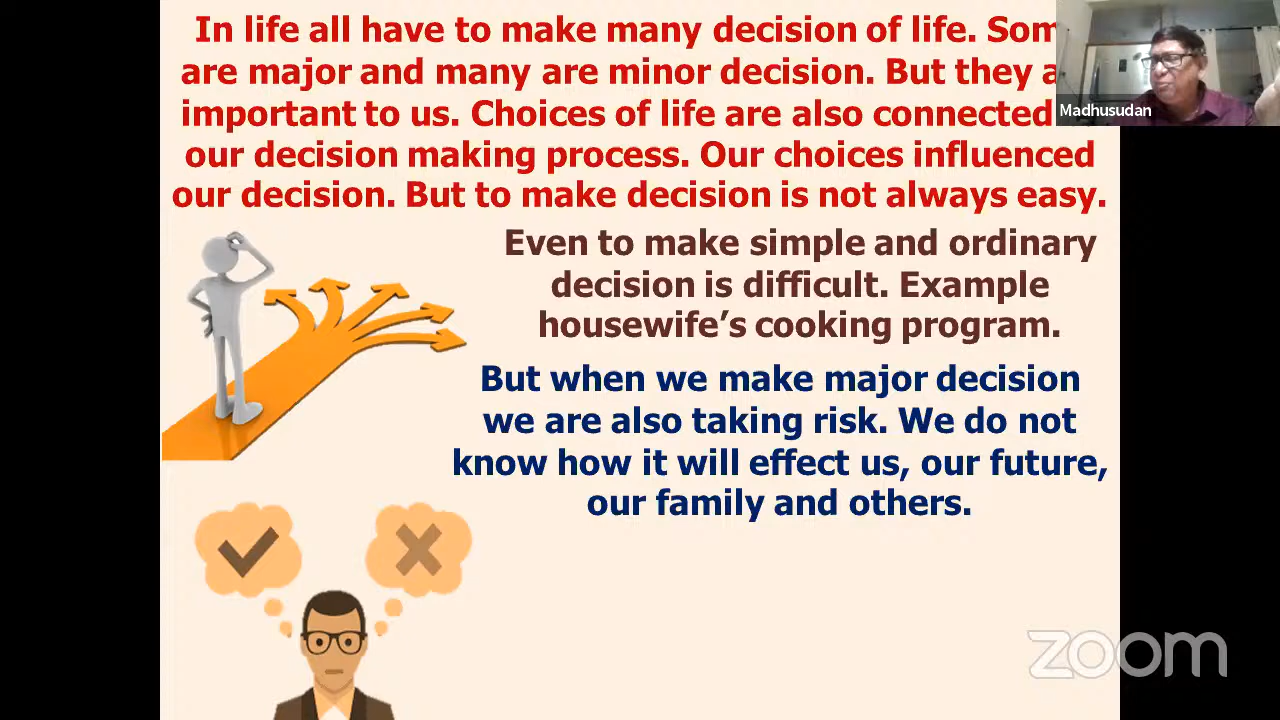 In life all have to make many decision of life. Som
are major and many are minor decision. But they a
important to us. Choices of life are also connected
our decision making process. Our choices influenced
our decision. But to make decision is not always easy.
Madhusudan
Even to make simple and ordinary
decision is difficult. Example
housewife's cooking program.
But when we make major decision
we are also taking risk. We do not
know how it will effect us, our future,
our family and others.
zoom